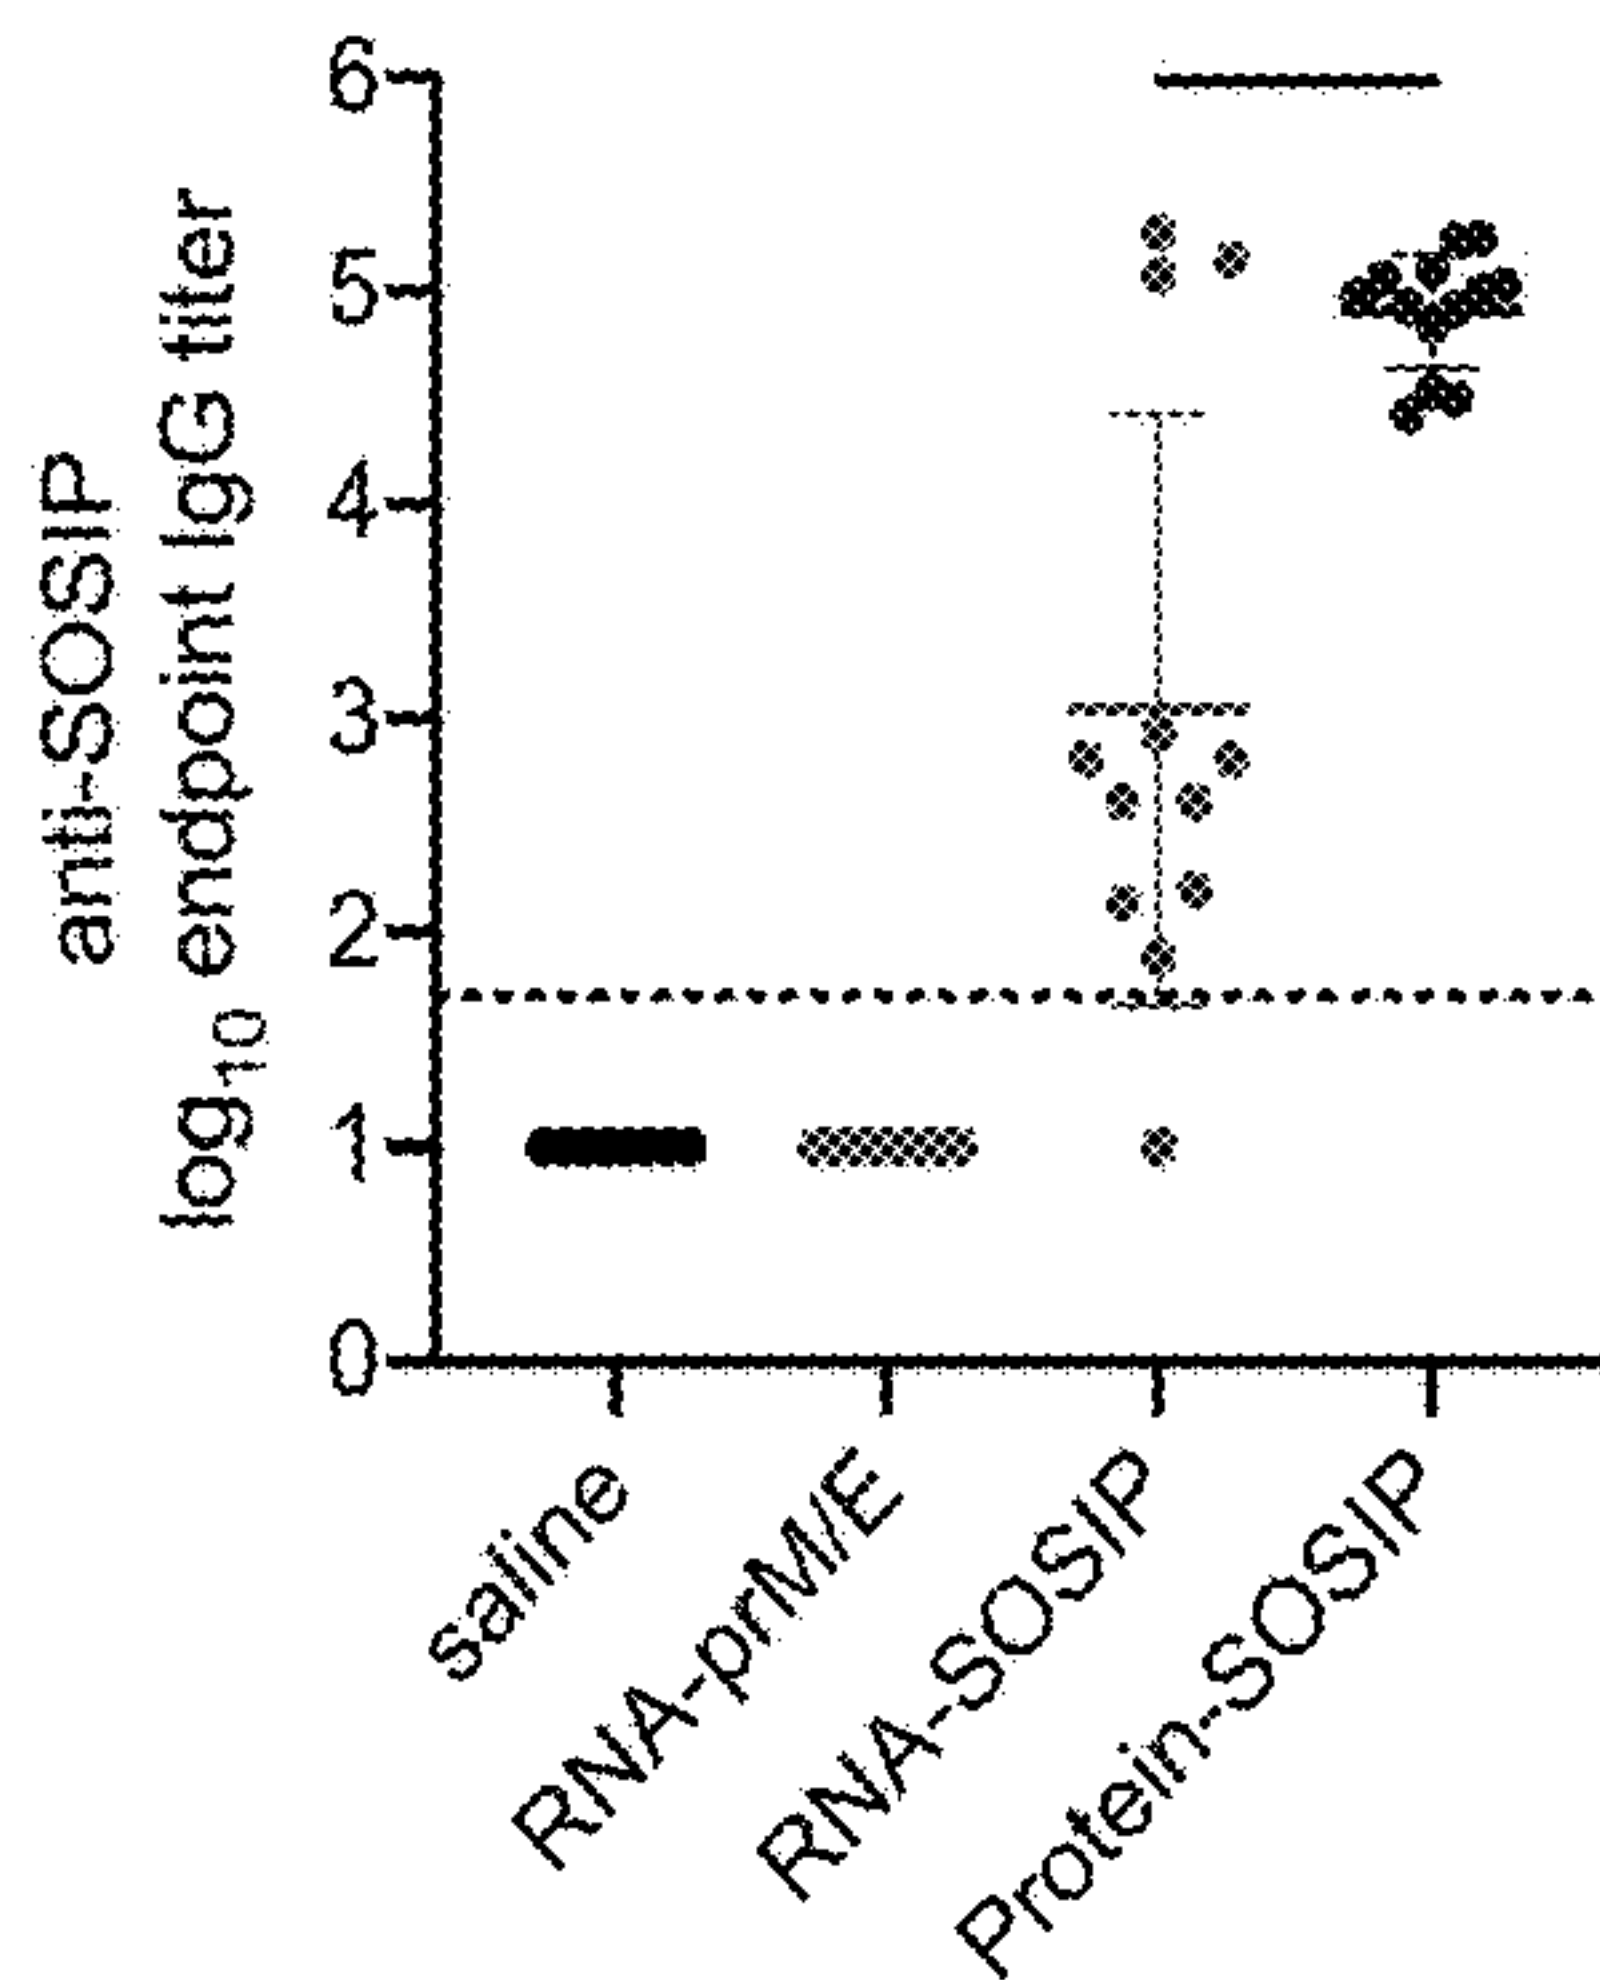 anti-SOSIP
log10 endpoint IgG titer
6
5
4
3
2
1
0
saline
RNA-prM/E
RNA-SOSIP
Protein-SOSIP